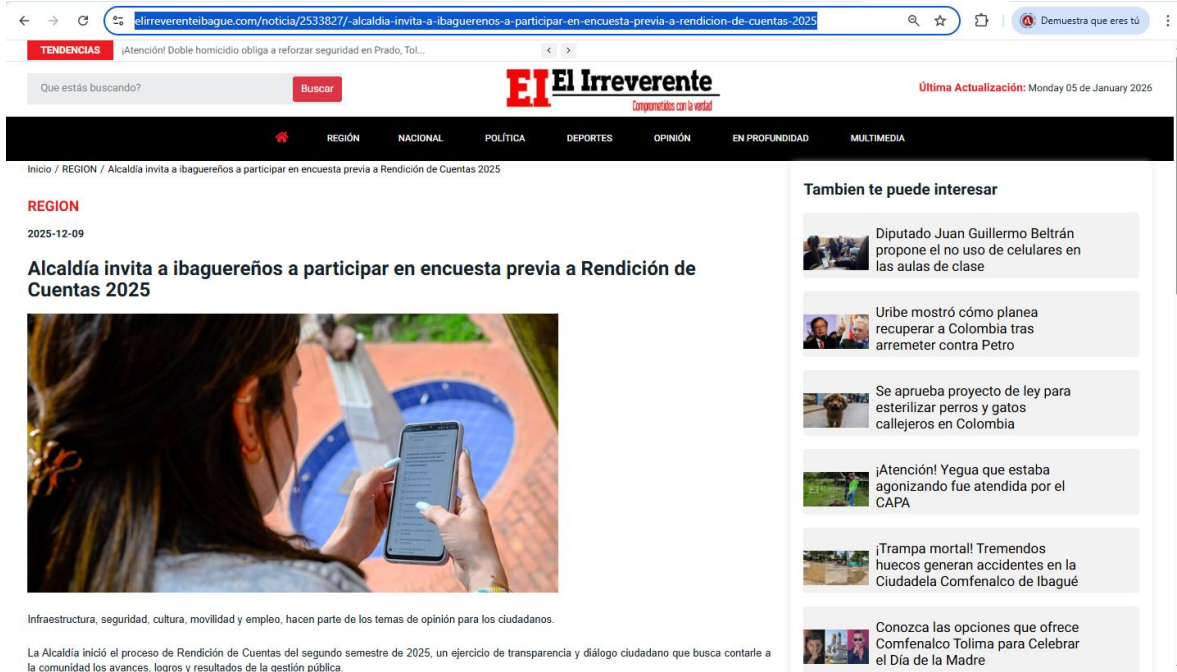 elirreverenteibague.com/noticia/2533827/-alcaldia-invita-a-ibaguerenos-a-participar-en-encuesta-previa-a-rendicion-de-cuentas-2025
Demuestra que eres tú
TENDENCIAS
¡Atención! Doble homicidio obliga a reforzar seguridad en Prado, Tol...
Que estás buscando?
Buscar
EI El Irreverente
Comprometidos con la verdad
Última Actualización: Monday 05 de January 2026
REGIÓN NACIONAL POLÍTICA DEPORTES OPINIÓN EN PROFUNDIDAD MULTIMEDIA
Inicio / REGION / Alcaldía invita a ibaguereños a participar en encuesta previa a Rendición de Cuentas 2025
REGION
2025-12-09
Alcaldía invita a ibaguereños a participar en encuesta previa a Rendición de
Cuentas 2025
Infraestructura, seguridad, cultura, movilidad y empleo, hacen parte de los temas de opinión para los ciudadanos.
La Alcaldía inició el proceso de Rendición de Cuentas del segundo semestre de 2025, un ejercicio de transparencia y diálogo ciudadano que busca contarle a
la comunidad los avances, logros y resultados de la gestión pública.
Tambien te puede interesar
Diputado Juan Guillermo Beltrán
propone el no uso de celulares en
las aulas de clase
Uribe mostró cómo planea
recuperar a Colombia tras
arremeter contra Petro
Se aprueba proyecto de ley para
esterilizar perros y gatos
callejeros en Colombia
¡Atención! Yegua que estaba
agonizando fue atendida por el
CAPA
¡Trampa mortal! Tremendos
huecos generan accidentes en la
Ciudadela Comfenalco de Ibagué
Conozca las opciones que ofrece
Comfenalco Tolima para Celebrar
el Día de la Madre